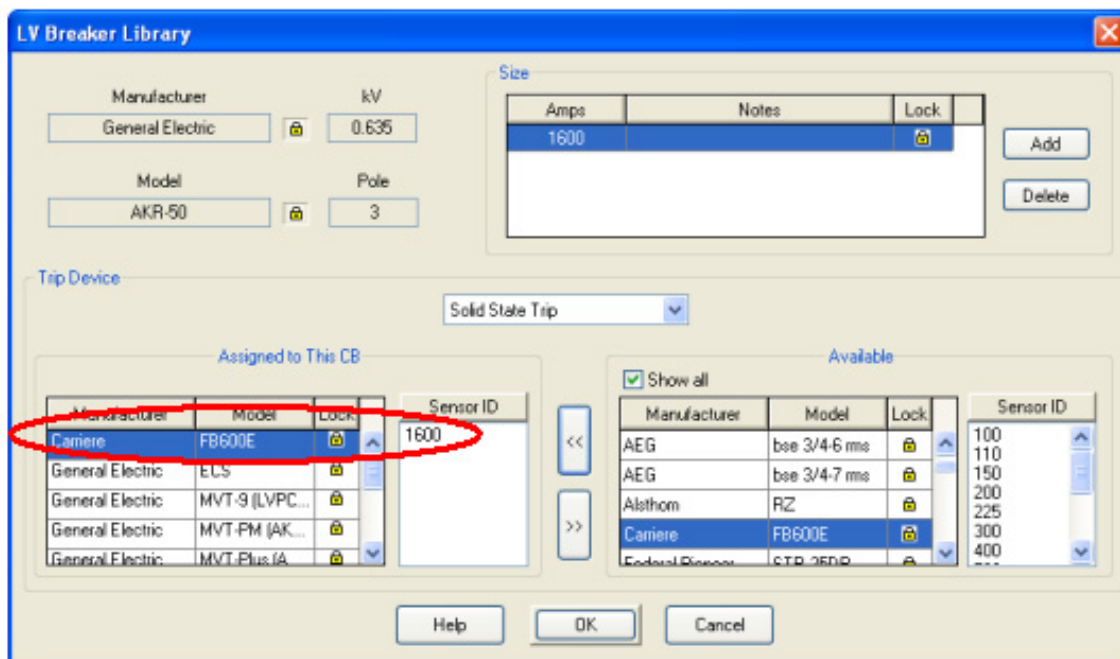 LV Breaker Library
Manufacturer kV
General Electric 0.635
Model Pole
AKR-50 3
Size
Amps Notes Lock
1600
Add
Delete
Trip Device
Solid State Trip
Assigned to This CB
Manufacturer Model Lock
Carriere FB600E
General Electric ECS
General Electric MVT-9 (LVPC...
General Electric MVT-PM (AK...
General Electric MVT-Plus (A
Sensor ID
1600
<<
>>
Available
Show all
Manufacturer Model Lock
AEG bse 3/4-6 rms
AEG bse 3/4-7 rms
Alsthom RZ
Carriere FB600E
Federal Pioneer STR-25DR
Sensor ID
100
110
150
200
225
300
400
Help OK Cancel